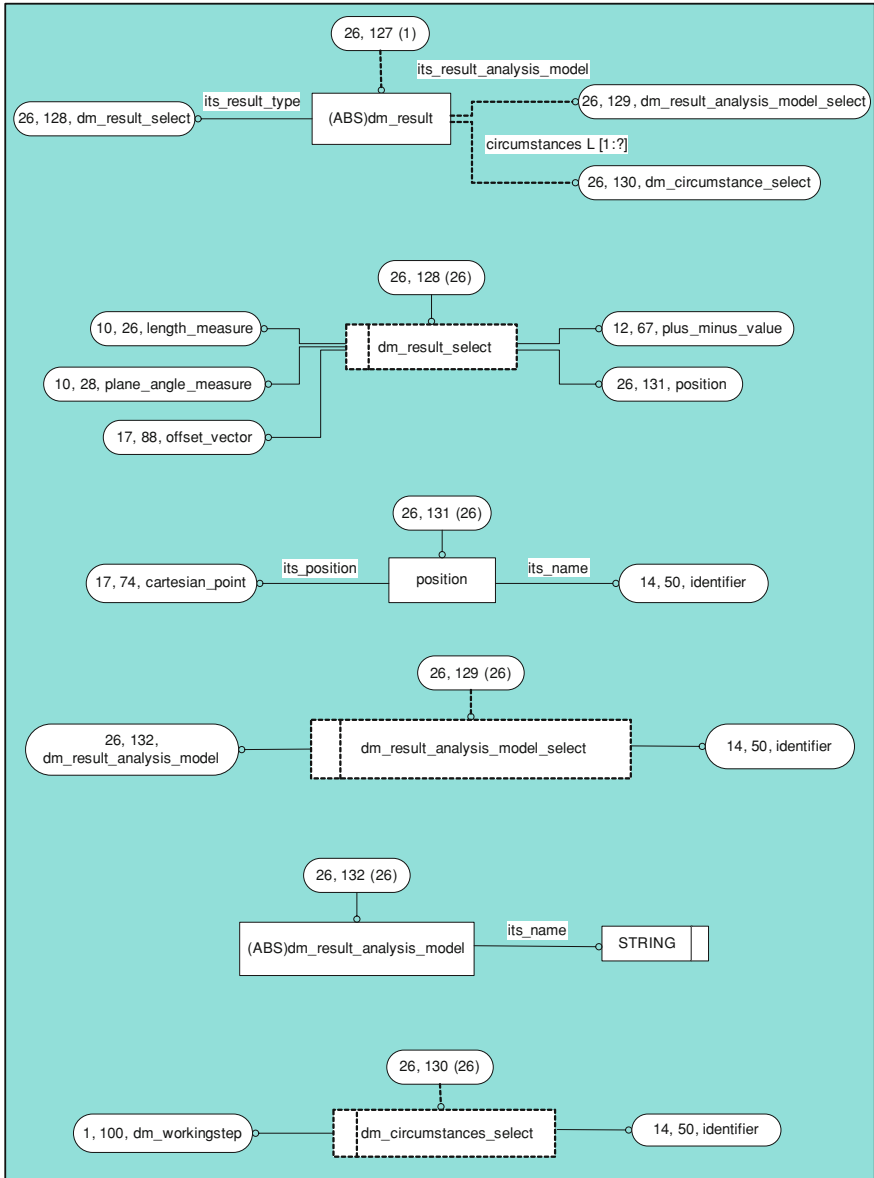 26, 127 (1)
its_result_analysis_model
its_result_type
26, 128, dm_result_select
(ABS)dm_result
26, 129, dm_result_analysis_model_select
circumstances L [1:?]
26, 130, dm_circumstance_select
26, 128 (26)
10, 26, length_measure
dm_result_select
12, 67, plus_minus_value
10, 28, plane_angle_measure
26, 131, position
17, 88, offset_vector
26, 131 (26)
its_position
its_name
17, 74, cartesian_point
position
14, 50, identifier
26, 129 (26)
26, 132,
dm_result_analysis_model
dm_result_analysis_model_select
14, 50, identifier
26, 132 (26)
its_name
(ABS)dm_result_analysis_model
STRING
26, 130 (26)
1, 100, dm_workingstep
dm_circumstances_select
14, 50, identifier